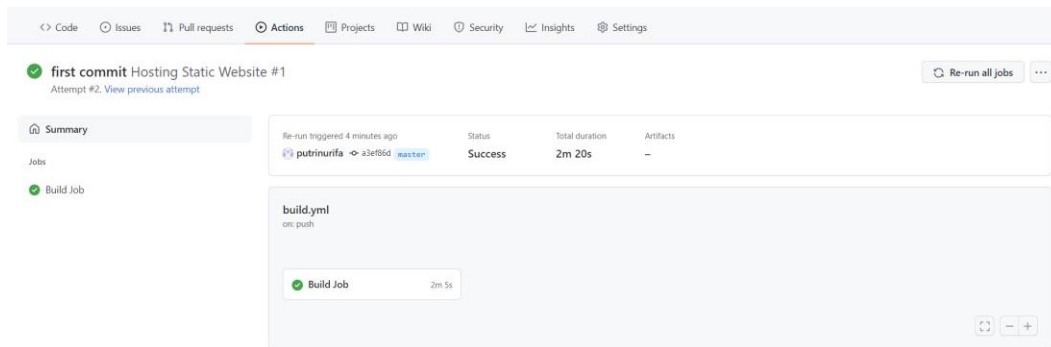 Code Issues Pull requests Actions Projects Wiki Security Insights Settings
first commit Hosting Static Website #1
Re-run all jobs
Attempt #2. View previous attempt
Summary
Jobs
Build Job
Re-run triggered 4 minutes ago Status Total duration Artifacts
putrinurifa a3ef86d master Success 2m 20s –
build.yml
on: push
Build Job 2m 5s